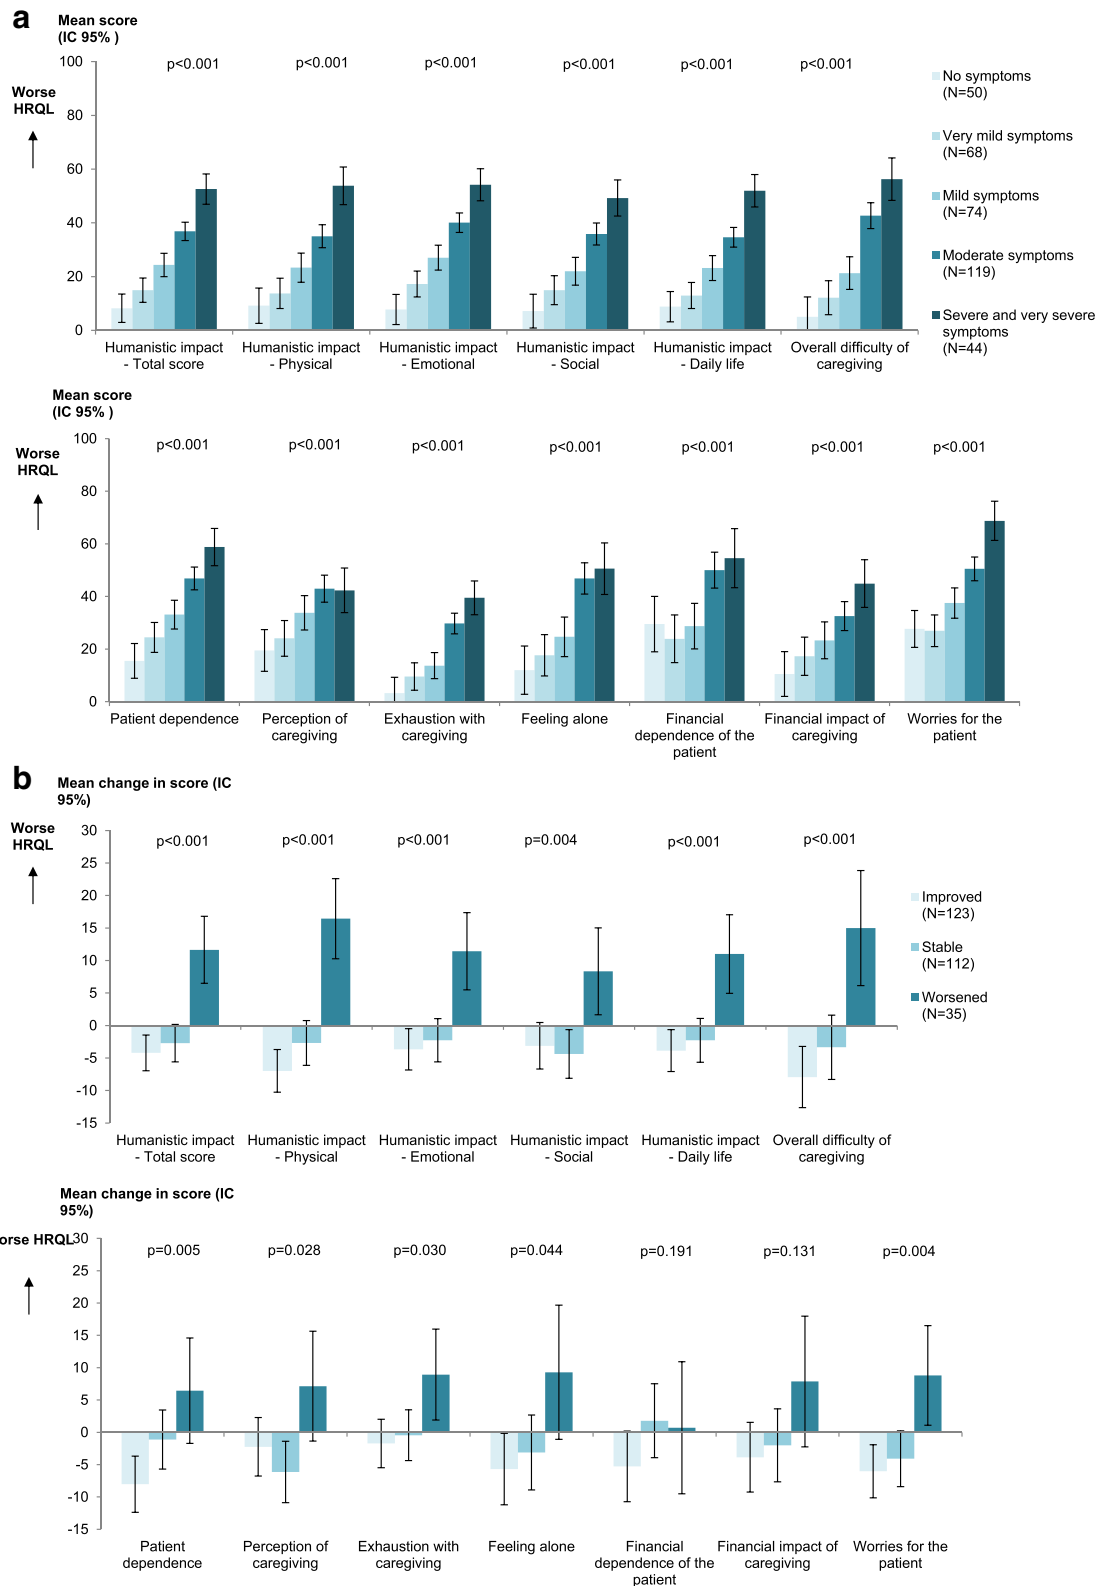 a
Mean score
(IC 95% )
Worse
HRQL
100
80
60
40
20
0
p<0.001
p<0.001
p<0.001
p<0.001
p<0.001
p<0.001
Humanistic impact
- Total score
Humanistic impact
- Physical
Humanistic impact
- Emotional
Humanistic impact
- Social
Humanistic impact
- Daily life
Overall difficulty of
caregiving
No symptoms
(N=50)
Very mild symptoms
(N=68)
Mild symptoms
(N=74)
Moderate symptoms
(N=119)
Severe and very severe
symptoms
(N=44)
Mean score
(IC 95% )
Worse
HRQL
100
80
60
40
20
0
p<0.001
p<0.001
p<0.001
p<0.001
p<0.001
p<0.001
p<0.001
Patient dependence
Perception of
caregiving
Exhaustion with
caregiving
Feeling alone
Financial
dependence of the
patient
Financial impact of
caregiving
Worries for the
patient
b
Mean change in score (IC
95%)
Worse
HRQL
30
25
20
15
10
5
0
-5
-10
-15
p<0.001
p<0.001
p<0.001
p=0.004
p<0.001
p<0.001
Humanistic impact
- Total score
Humanistic impact
- Physical
Humanistic impact
- Emotional
Humanistic impact
- Social
Humanistic impact
- Daily life
Overall difficulty of
caregiving
Improved
(N=123)
Stable
(N=112)
Worsened
(N=35)
Mean change in score (IC
95%)
orse HRQL
30
25
20
15
10
5
0
-5
-10
-15
p=0.005
p=0.028
p=0.030
p=0.044
p=0.191
p=0.131
p=0.004
Patient
dependence
Perception of
caregiving
Exhaustion with
caregiving
Feeling alone
Financial
dependence of the
patient
Financial impact of
caregiving
Worries for the
patient